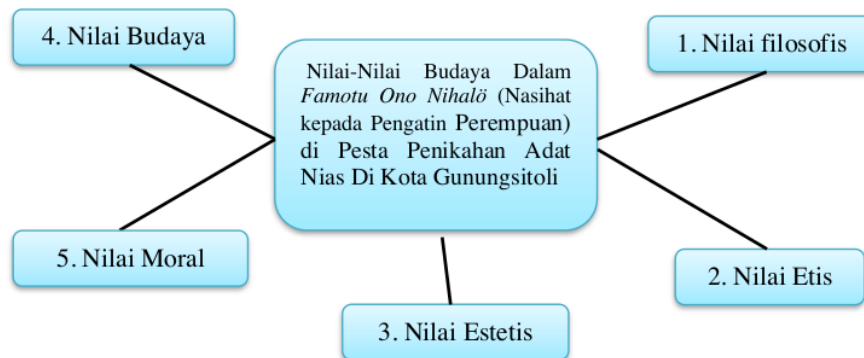 4. Nilai Budaya
1. Nilai filosofis
Nilai-Nilai Budaya Dalam
Famotu Ono Nihalö (Nasihat
kepada Pengatin Perempuan)
di Pesta Penikahan Adat
Nias Di Kota Gunungsitoli
5. Nilai Moral
2. Nilai Etis
3. Nilai Estetis